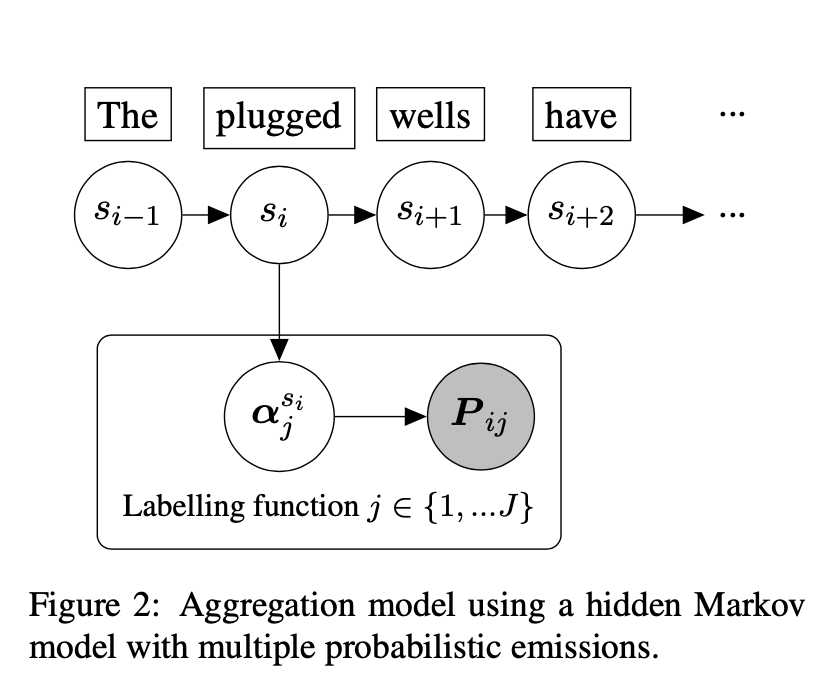 The plugged wells have ...
s_{i−1} s_i s_{i+1} s_{i+2} ...
α_j^{s_i} P_{ij}
Labelling function j ∈ {1, ...J}
Figure 2: Aggregation model using a hidden Markov
model with multiple probabilistic emissions.